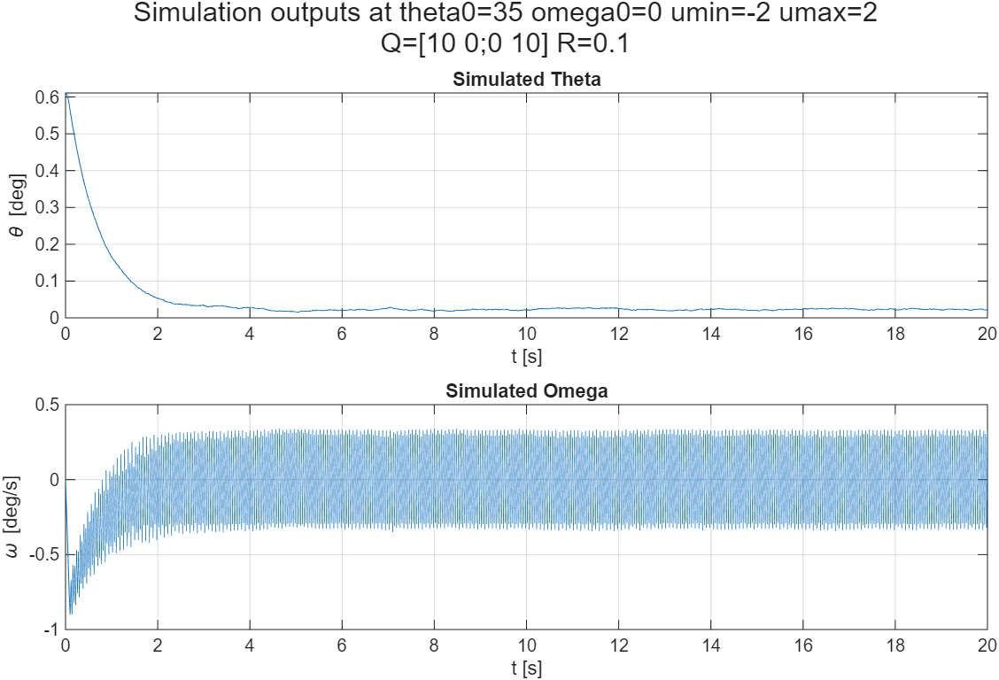 Simulation outputs at theta0=35 omega0=0 umin=-2 umax=2
Q=[10 0;0 10] R=0.1
Simulated Theta
θ [deg]
0.6
0.5
0.4
0.3
0.2
0.1
0
0 2 4 6 8 10 12 14 16 18 20
t [s]
Simulated Omega
ω [deg/s]
0.5
0
-0.5
-1
0 2 4 6 8 10 12 14 16 18 20
t [s]